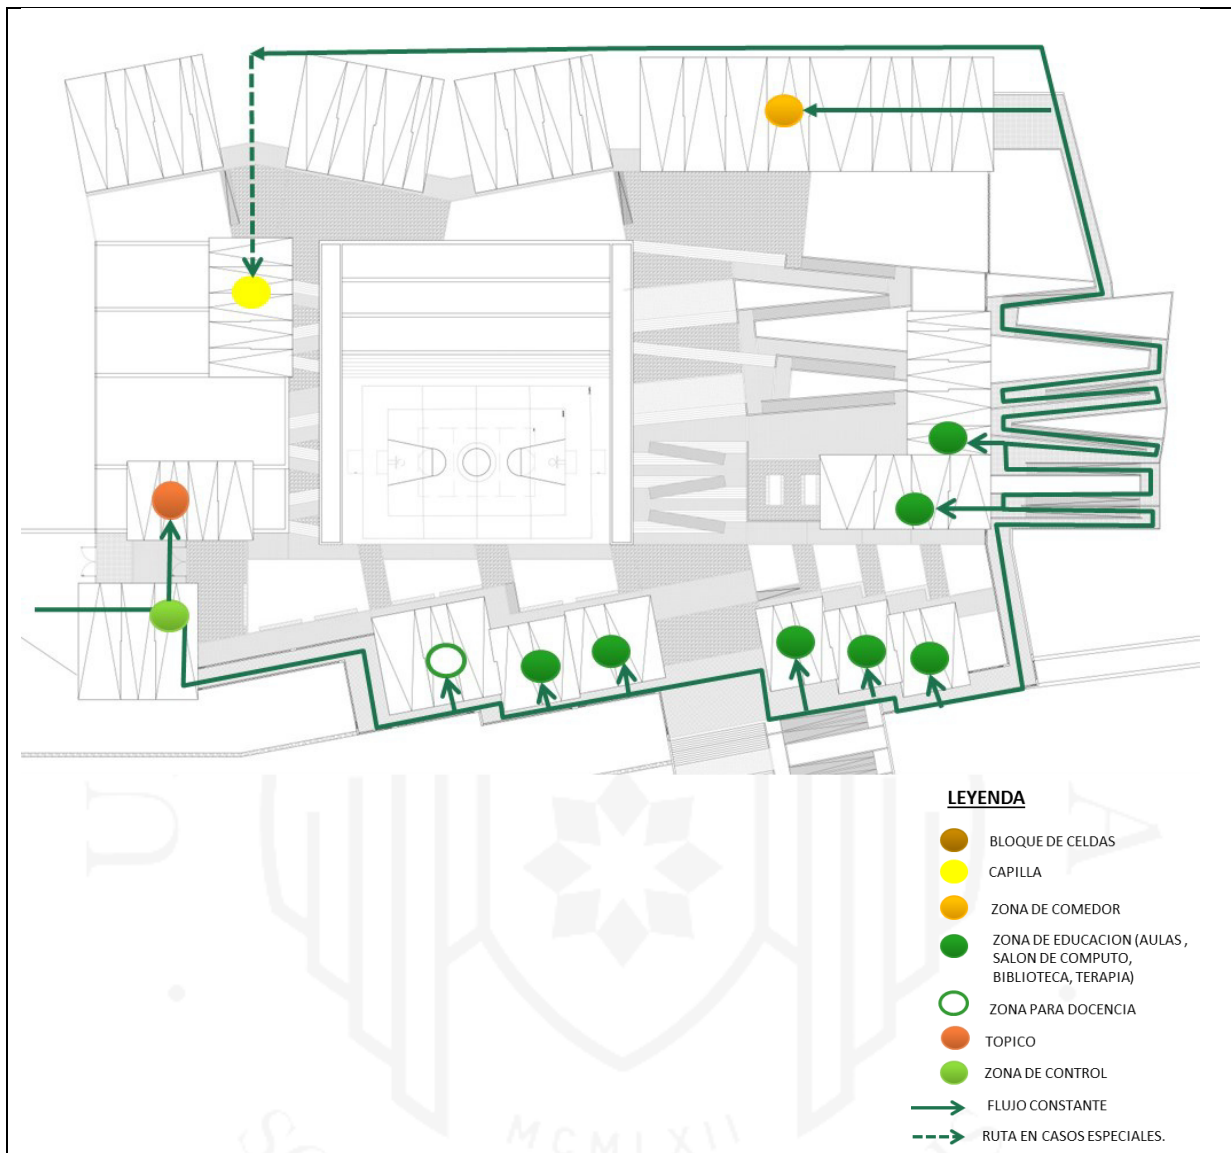 LEYENDA
BLOQUE DE CELDAS
CAPILLA
ZONA DE COMEDOR
ZONA DE EDUCACION (AULAS ,
SALON DE COMPUTO,
BIBLIOTECA, TERAPIA)
ZONA PARA DOCENCIA
TOPICO
ZONA DE CONTROL
FLUJO CONSTANTE
RUTA EN CASOS ESPECIALES.
MCMLXII